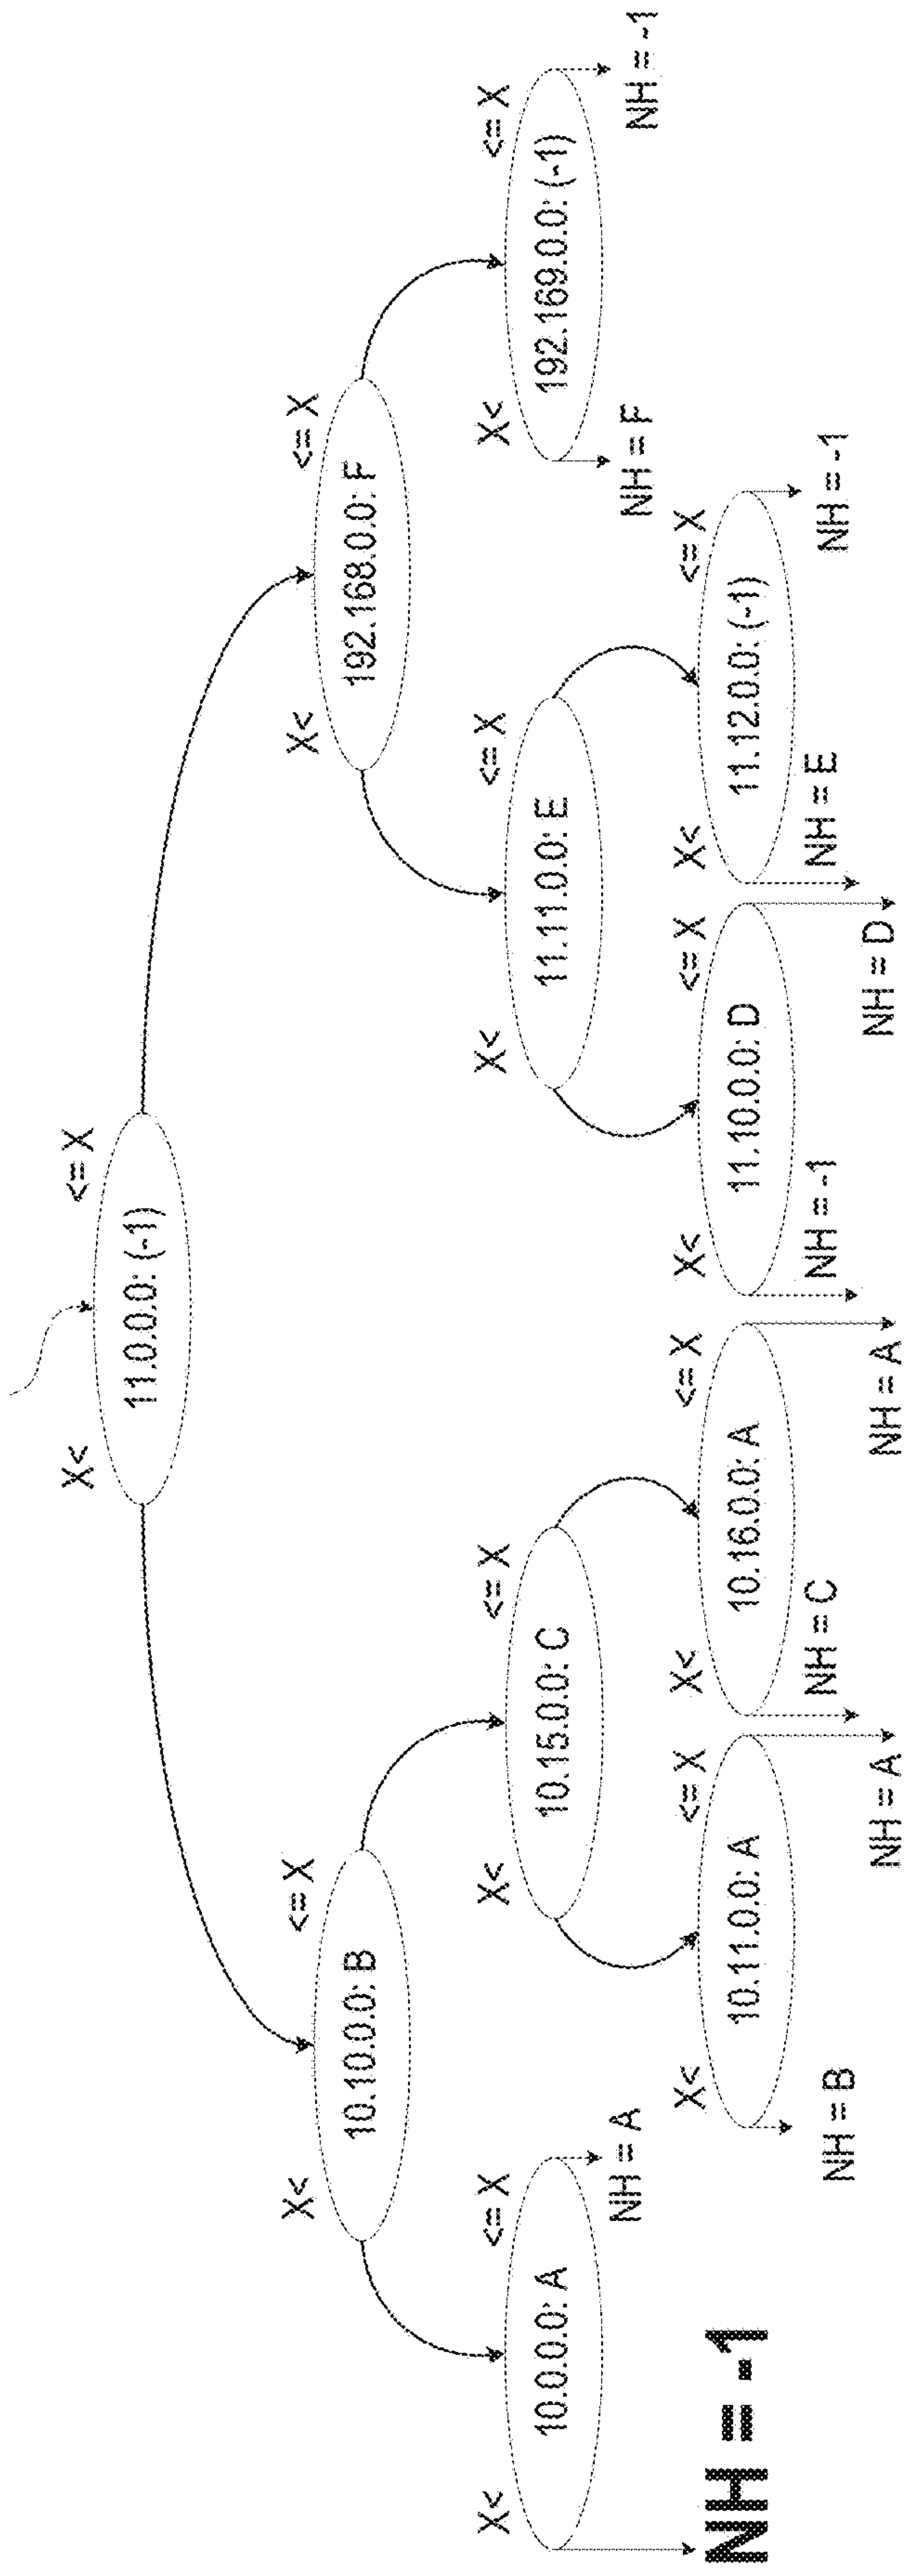 X<
11.0.0.0: (-1)
<= X
X<
10.10.0.0: B
<= X
X<
192.168.0.0: F
<= X
X<
10.0.0.0: A
<= X
X<
10.15.0.0: C
<= X
X<
11.11.0.0: E
<= X
X<
192.169.0.0: (-1)
<= X
NH = -1
NH = A
NH = F
NH = -1
X<
10.11.0.0: A
<= X
X<
10.16.0.0: A
<= X
X<
11.10.0.0: D
<= X
X<
11.12.0.0: (-1)
<= X
NH = B
NH = A
NH = C
NH = A
NH = -1
NH = D
NH = E
NH = -1